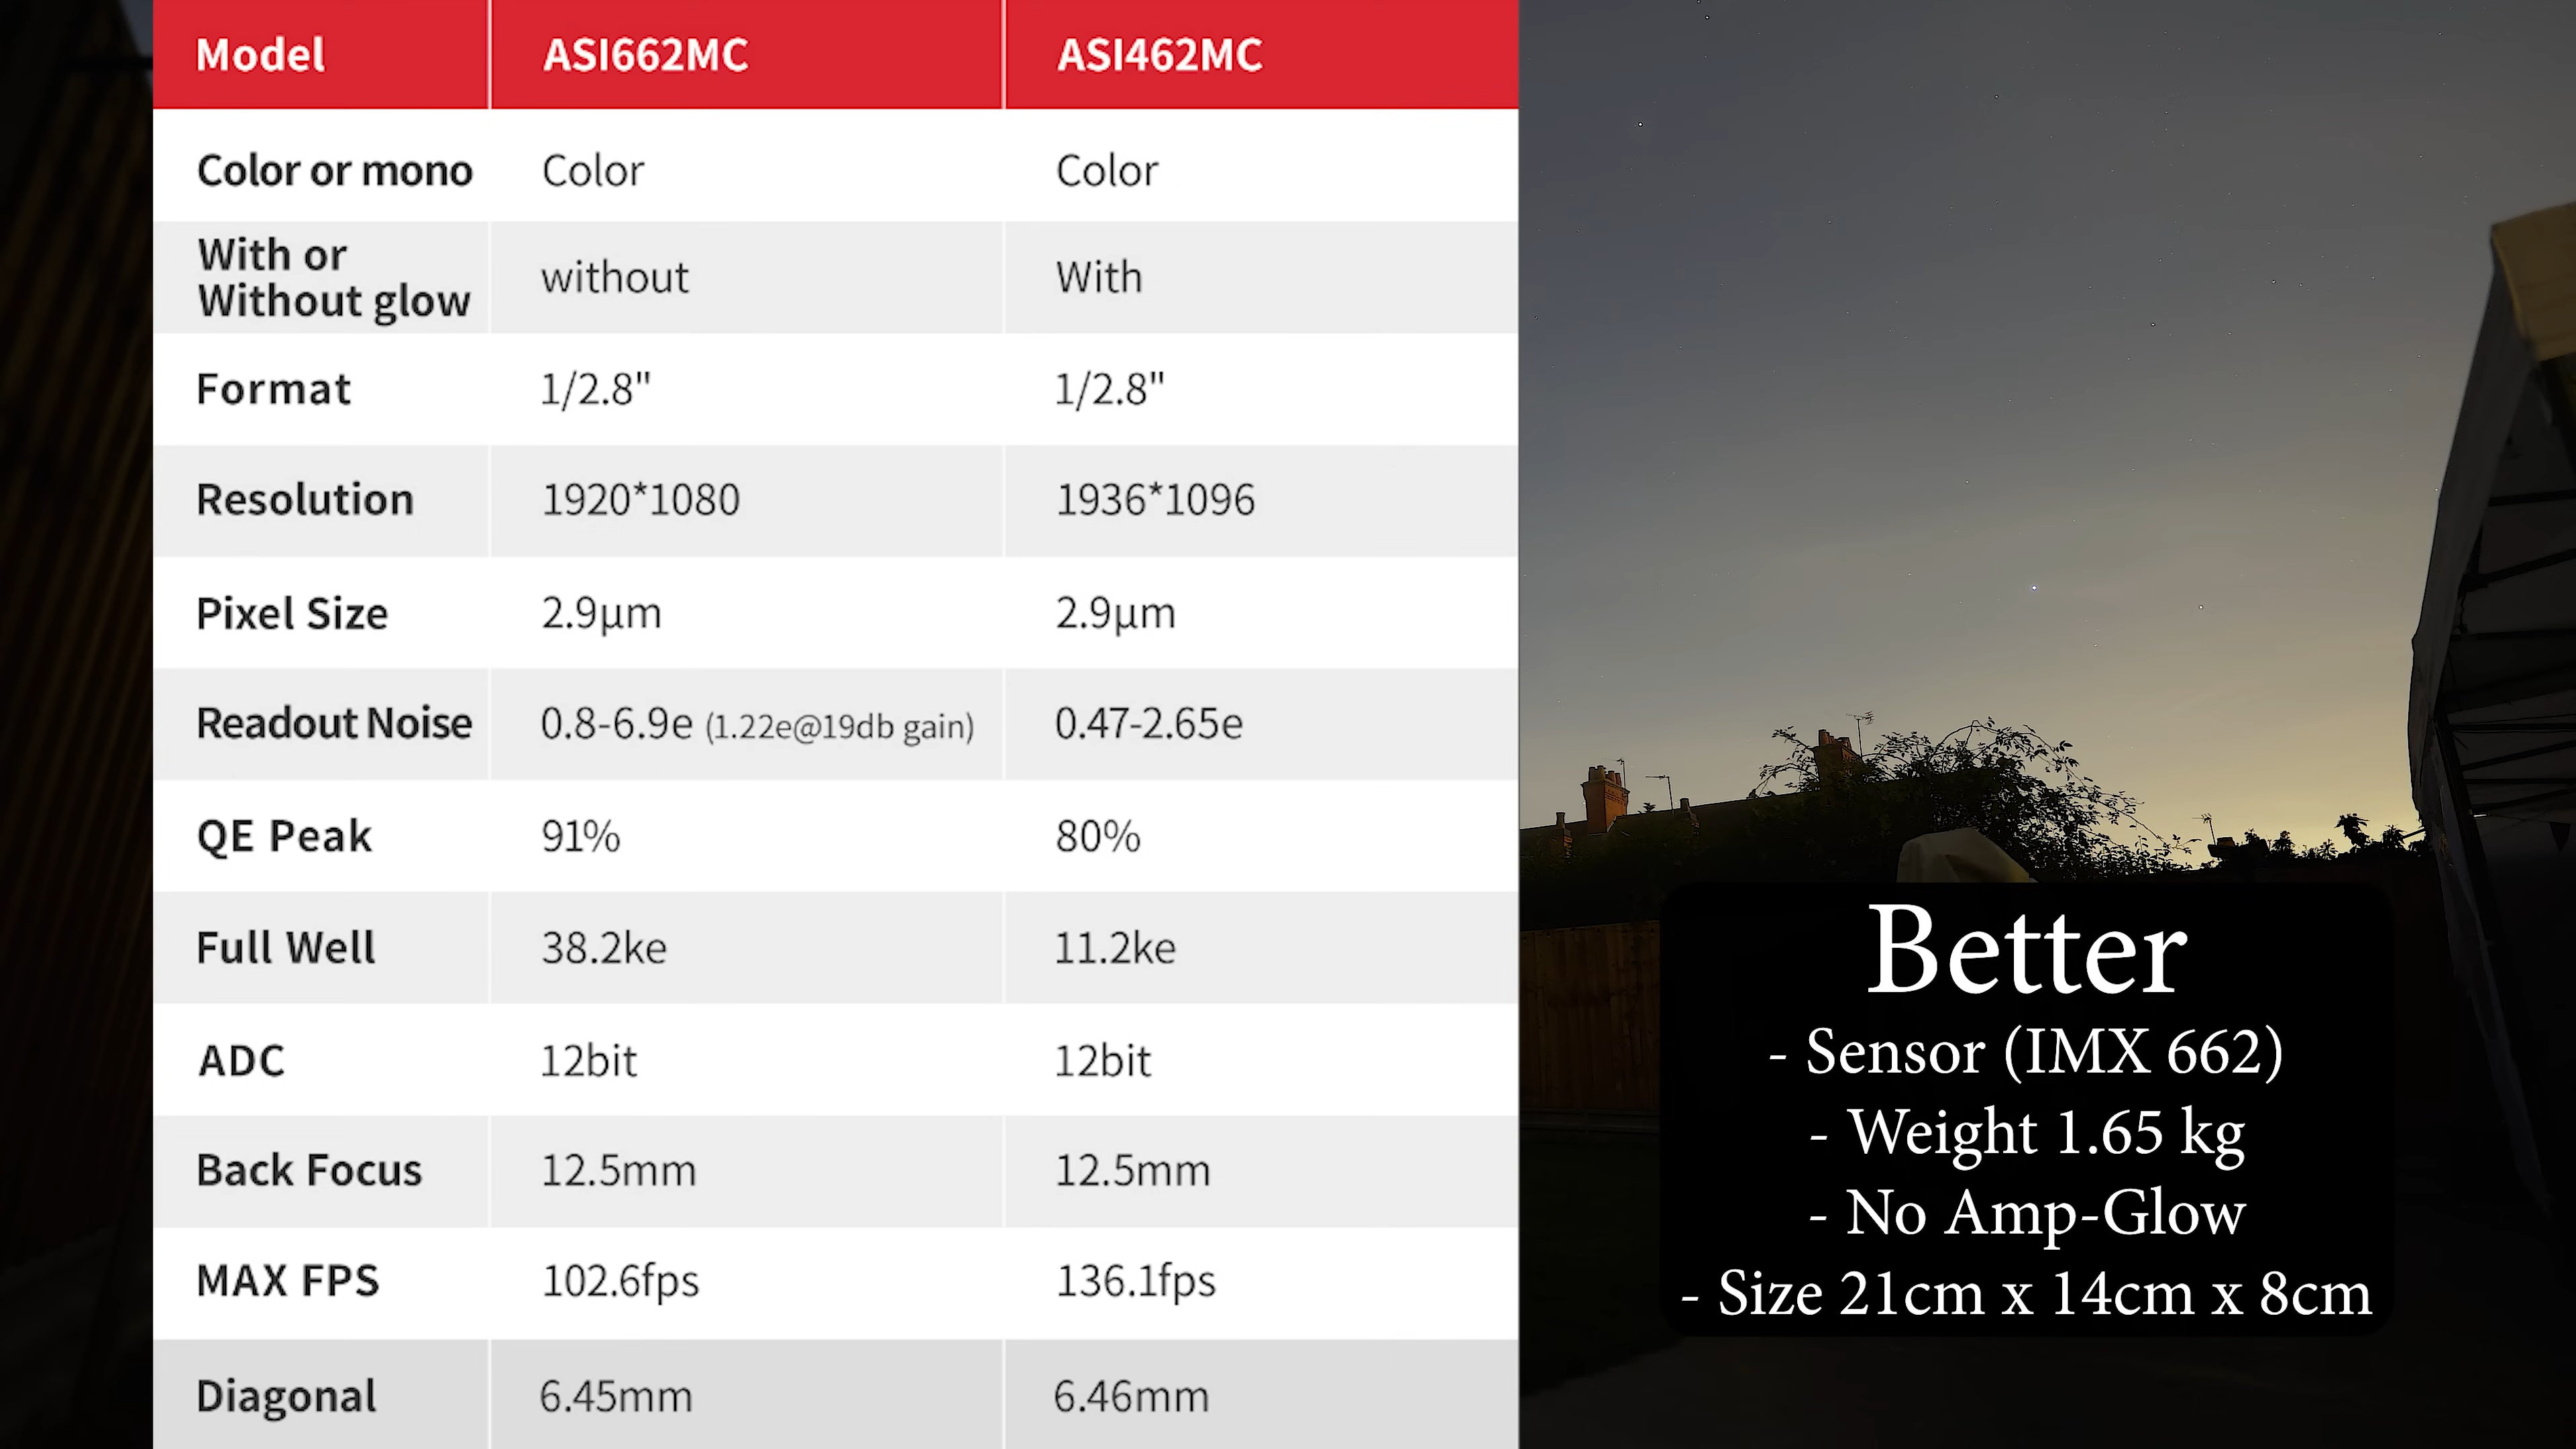 Model ASI662MC ASI462MC
Color or mono Color Color
With or
Without glow without With
Format 1/2.8" 1/2.8"
Resolution 1920*1080 1936*1096
Pixel Size 2.9μm 2.9μm
Readout Noise 0.8-6.9e (1.22e@19db gain) 0.47-2.65e
QE Peak 91% 80%
Full Well 38.2ke 11.2ke
ADC 12bit 12bit
Back Focus 12.5mm 12.5mm
MAX FPS 102.6fps 136.1fps
Diagonal 6.45mm 6.46mm
Better
- Sensor (IMX 662)
- Weight 1.65 kg
- No Amp-Glow
- Size 21cm x 14cm x 8cm